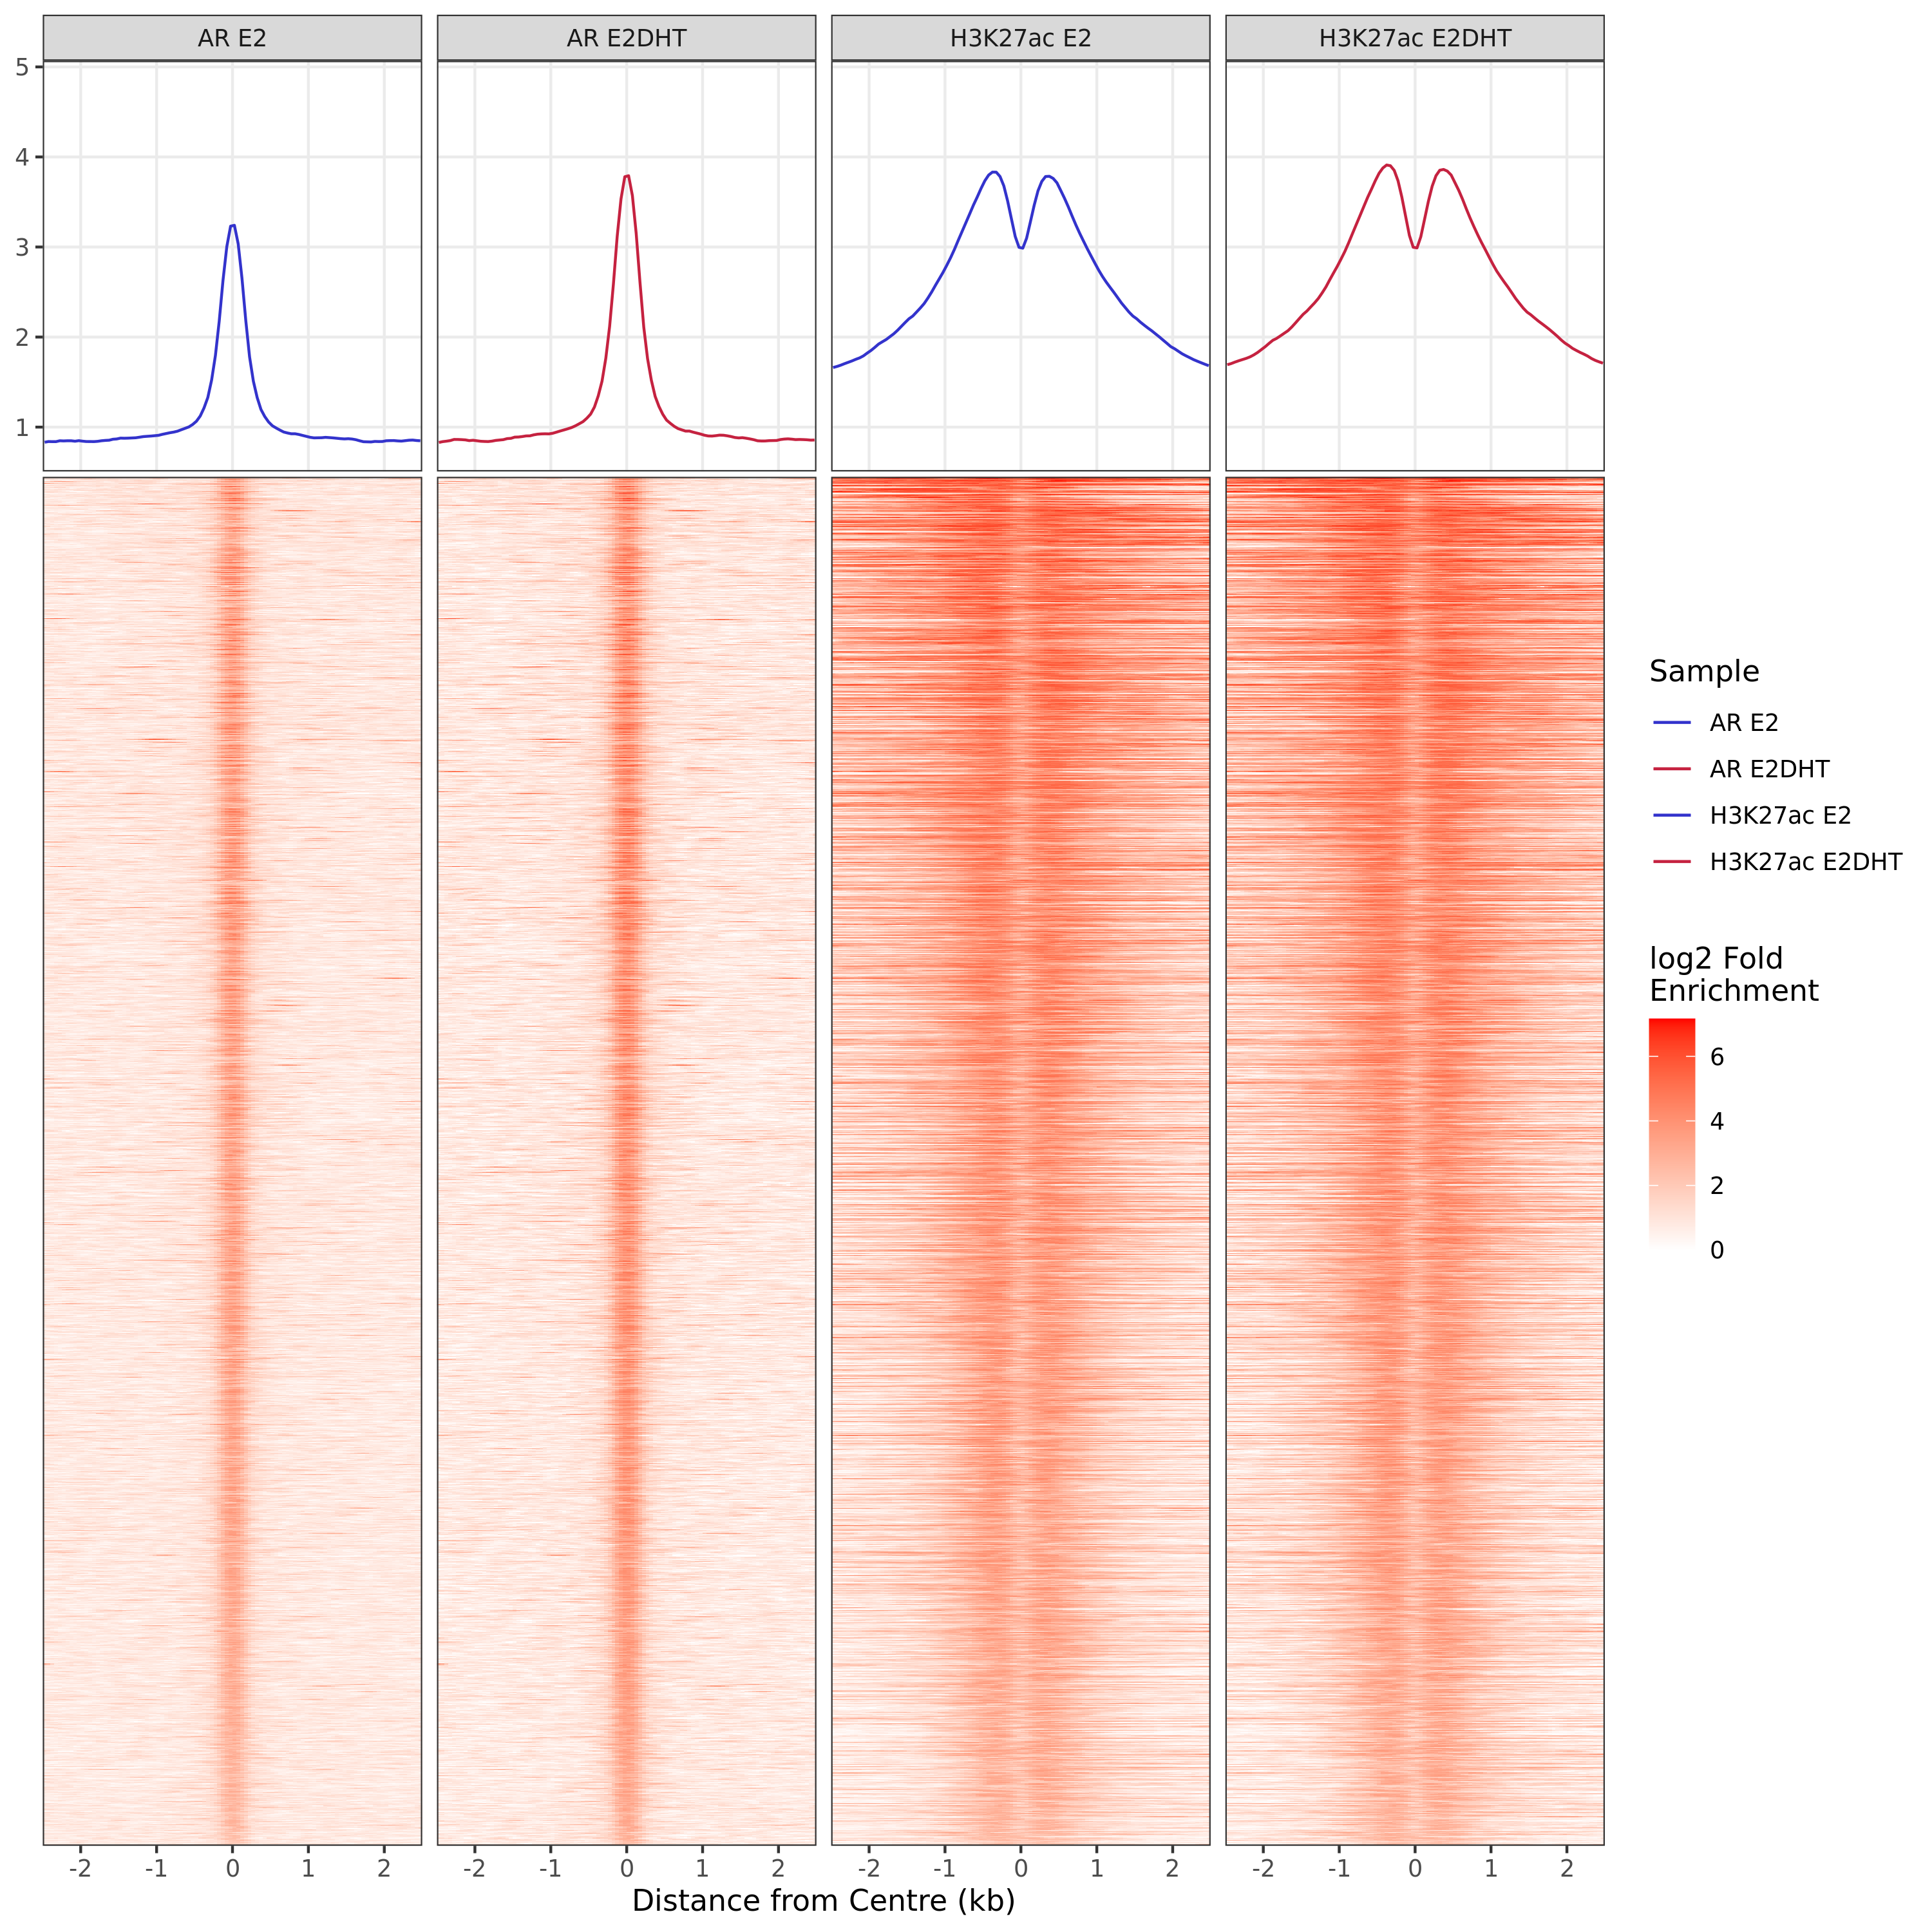 AR E2 AR E2DHT H3K27ac E2 H3K27ac E2DHT
5
4
3
2
1
-2 -1 0 1 2 -2 -1 0 1 2 -2 -1 0 1 2 -2 -1 0 1 2
Distance from Centre (kb)
Sample
AR E2
AR E2DHT
H3K27ac E2
H3K27ac E2DHT
log2 Fold
Enrichment
6
4
2
0